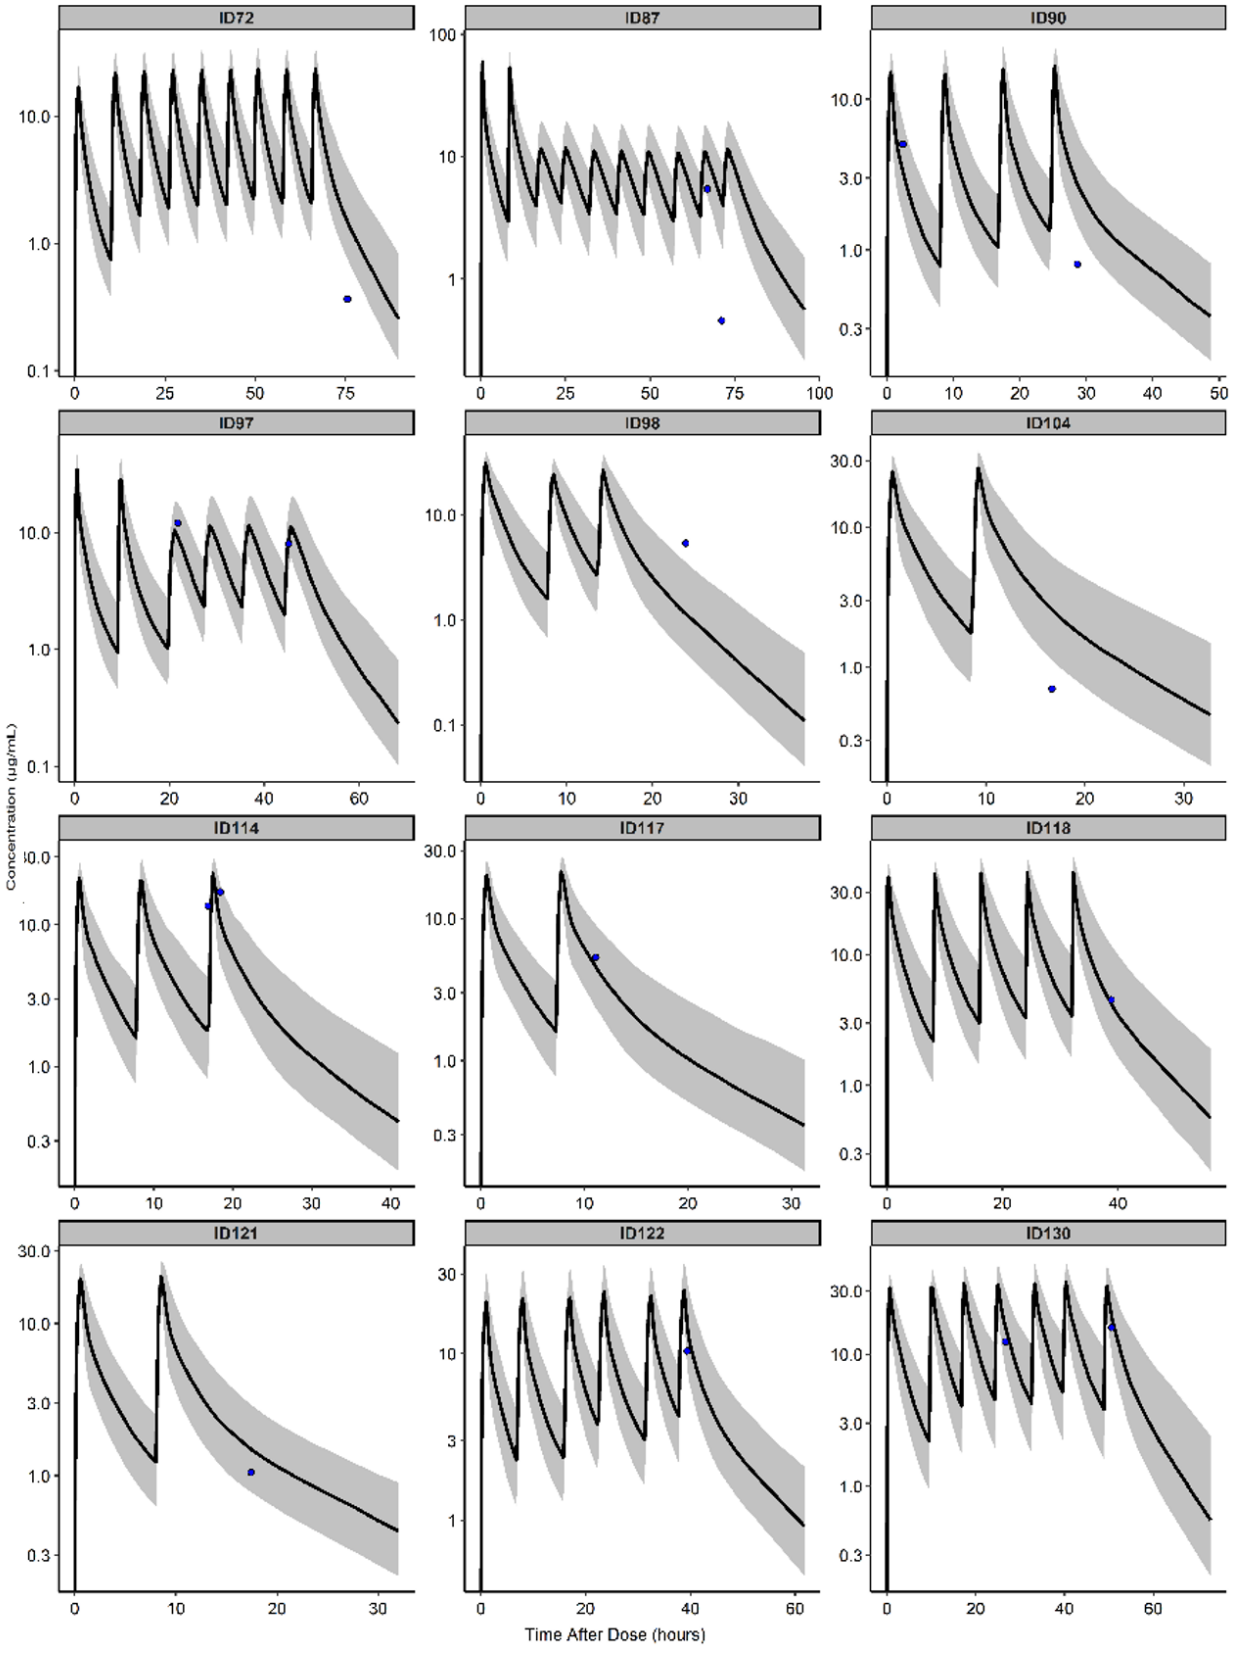 ID72 ID87 ID90
10.0
1.0
0.1
0 25 50 75
100
10
1
0 25 50 75 100
10.0
3.0
1.0
0.3
0 10 20 30 40 50
ID97 ID98 ID104
10.0
1.0
0.1
0 20 40 60
10.0
1.0
0.1
0 10 20 30
30.0
10.0
3.0
1.0
0.3
0 10 20 30
Concentration (µg/mL)
ID114 ID117 ID118
30.0
10.0
3.0
1.0
0.3
0 10 20 30 40
30.0
10.0
3.0
1.0
0.3
0 10 20 30
30.0
10.0
3.0
1.0
0.3
0 20 40
ID121 ID122 ID130
30.0
10.0
3.0
1.0
0.3
0 10 20 30
30
10
3
1
0 20 40 60
30.0
10.0
3.0
1.0
0.3
0 20 40 60
Time After Dose (hours)